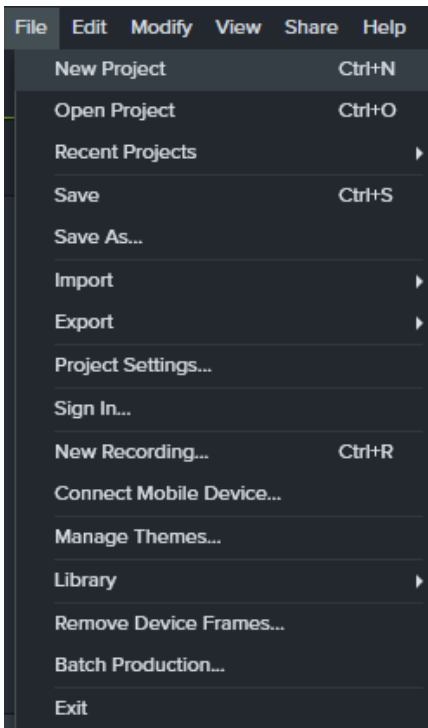 File Edit Modify View Share Help
New Project Ctrl+N
Open Project Ctrl+O
Recent Projects
Save Ctrl+S
Save As...
Import
Export
Project Settings...
Sign In...
New Recording... Ctrl+R
Connect Mobile Device...
Manage Themes...
Library
Remove Device Frames...
Batch Production...
Exit